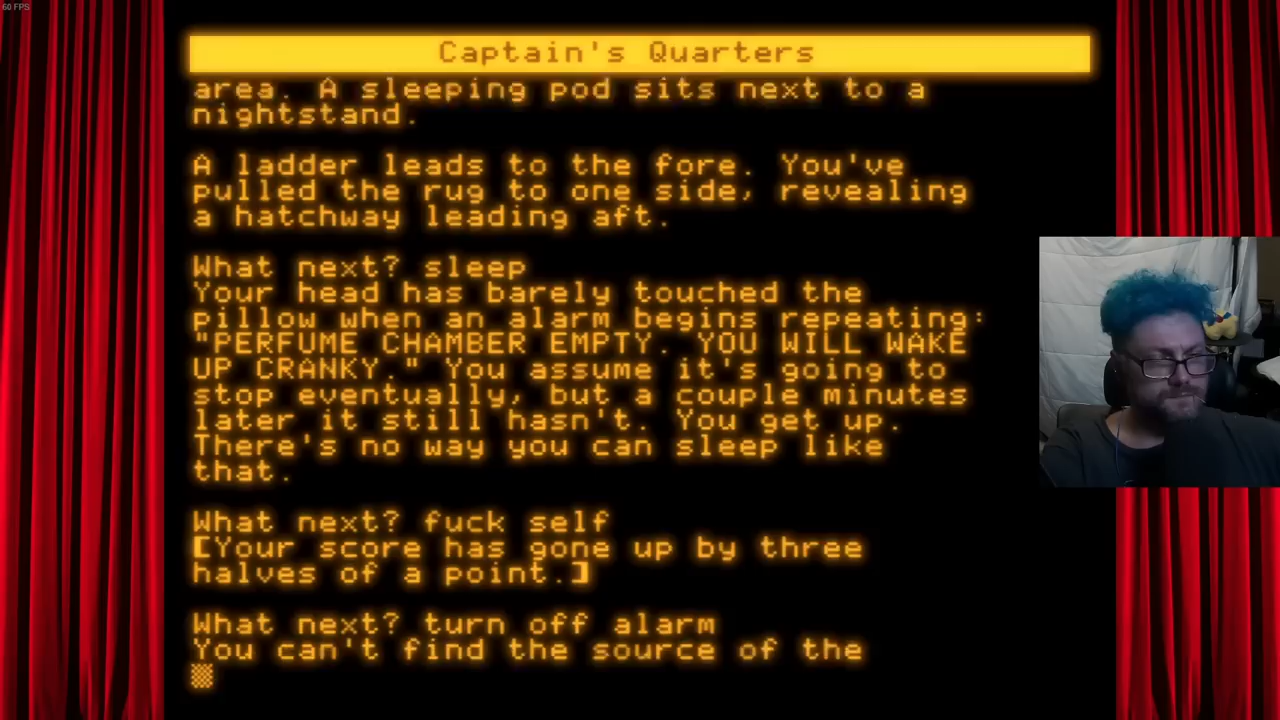 60 FPS
Captain's Quarters
area. A sleeping pod sits next to a
nightstand.
A ladder leads to the fore. You've
pulled the rug to one side, revealing
a hatchway leading aft.
What next? sleep
Your head has barely touched the
pillow when an alarm begins repeating:
"PERFUME CHAMBER EMPTY. YOU WILL WAKE
UP CRANKY." You assume it's going to
stop eventually, but a couple minutes
later it still hasn't. You get up.
There's no way you can sleep like
that.
What next? fuck self
[Your score has gone up by three
halves of a point.]
What next? turn off alarm
You can't find the source of the